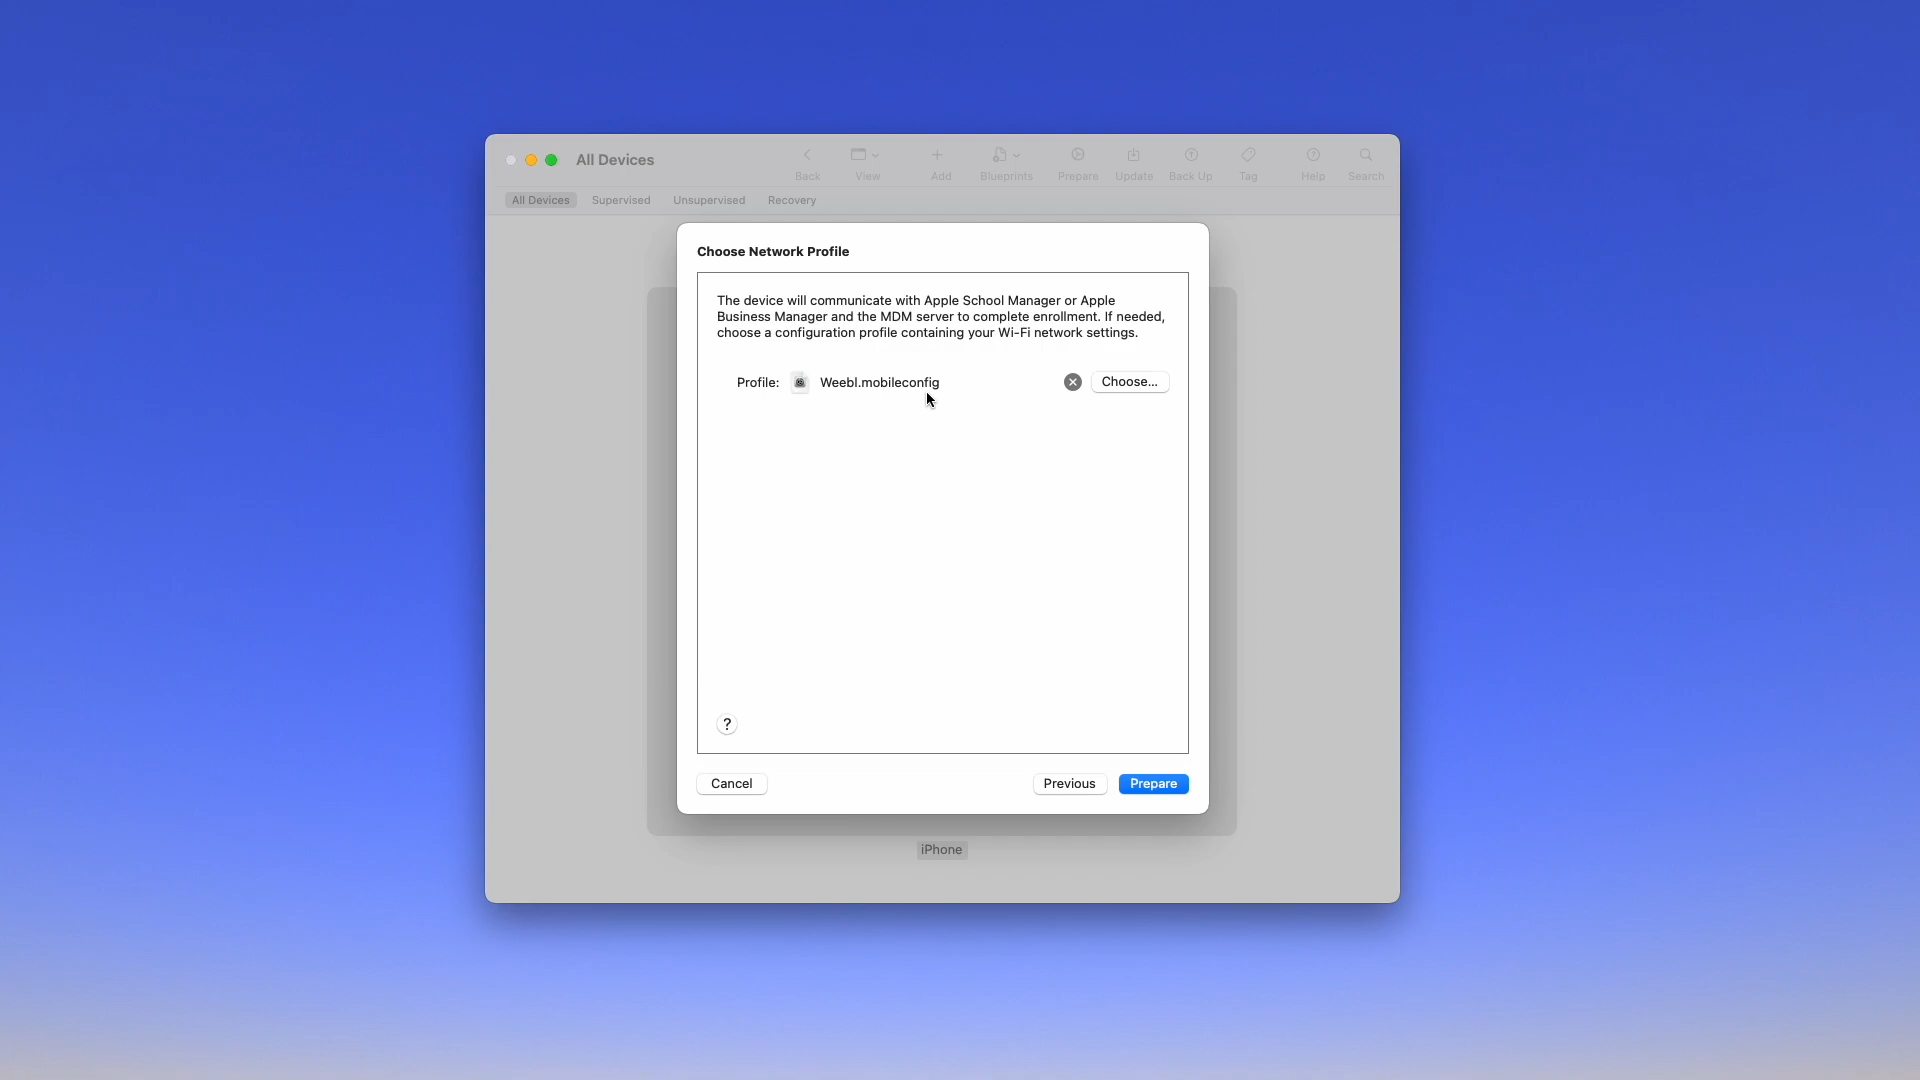 All Devices
Back
View
Add
Blueprints
Prepare
Update
Back Up
Tag
Help
Search
All Devices
Supervised
Unsupervised
Recovery
Choose Network Profile
The device will communicate with Apple School Manager or Apple
Business Manager and the MDM server to complete enrollment. If needed,
choose a configuration profile containing your Wi-Fi network settings.
Profile: Weebl.mobileconfig Choose...
?
Cancel
Previous
Prepare
iPhone